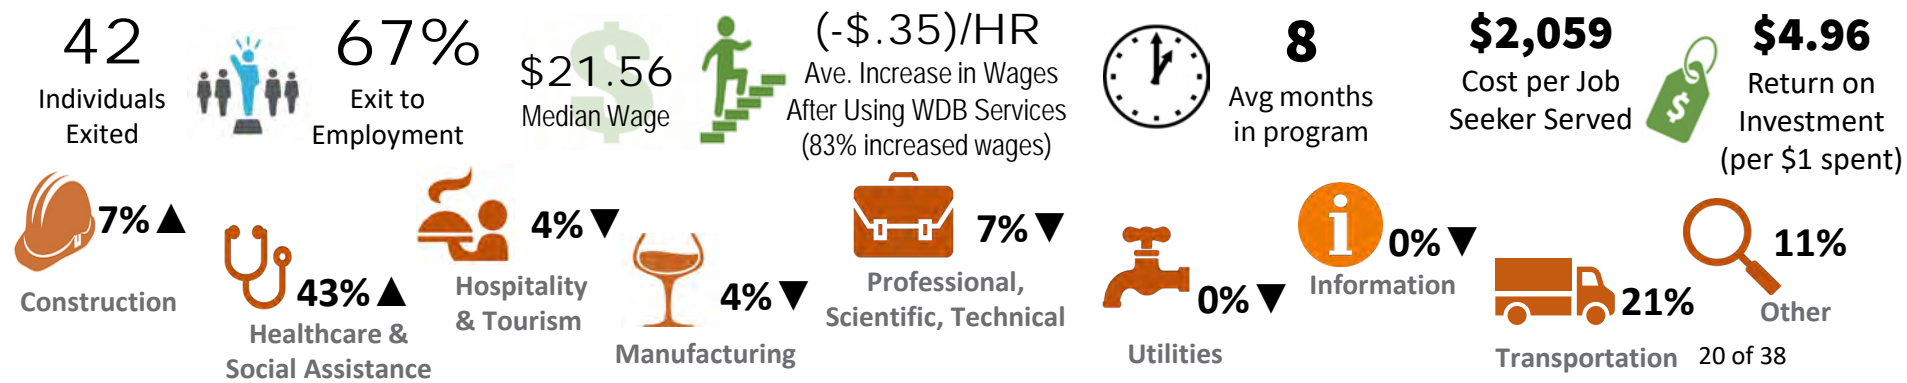 42
Individuals
Exited
67%
Exit to
Employment
$21.56
Median Wage
(-$.35)/HR
Ave. Increase in Wages
After Using WDB Services
(83% increased wages)
8
Avg months
in program
$2,059
Cost per Job
Seeker Served
$
$4.96
Return on
Investment
(per $1 spent)
7% ▲
Construction
43% ▲
Healthcare &
Social Assistance
4% ▼
Hospitality
& Tourism
4% ▼
Manufacturing
7% ▼
Professional,
Scientific, Technical
0% ▼
Utilities
i
0% ▼
Information
21%
Transportation
11%
Other
20 of 38